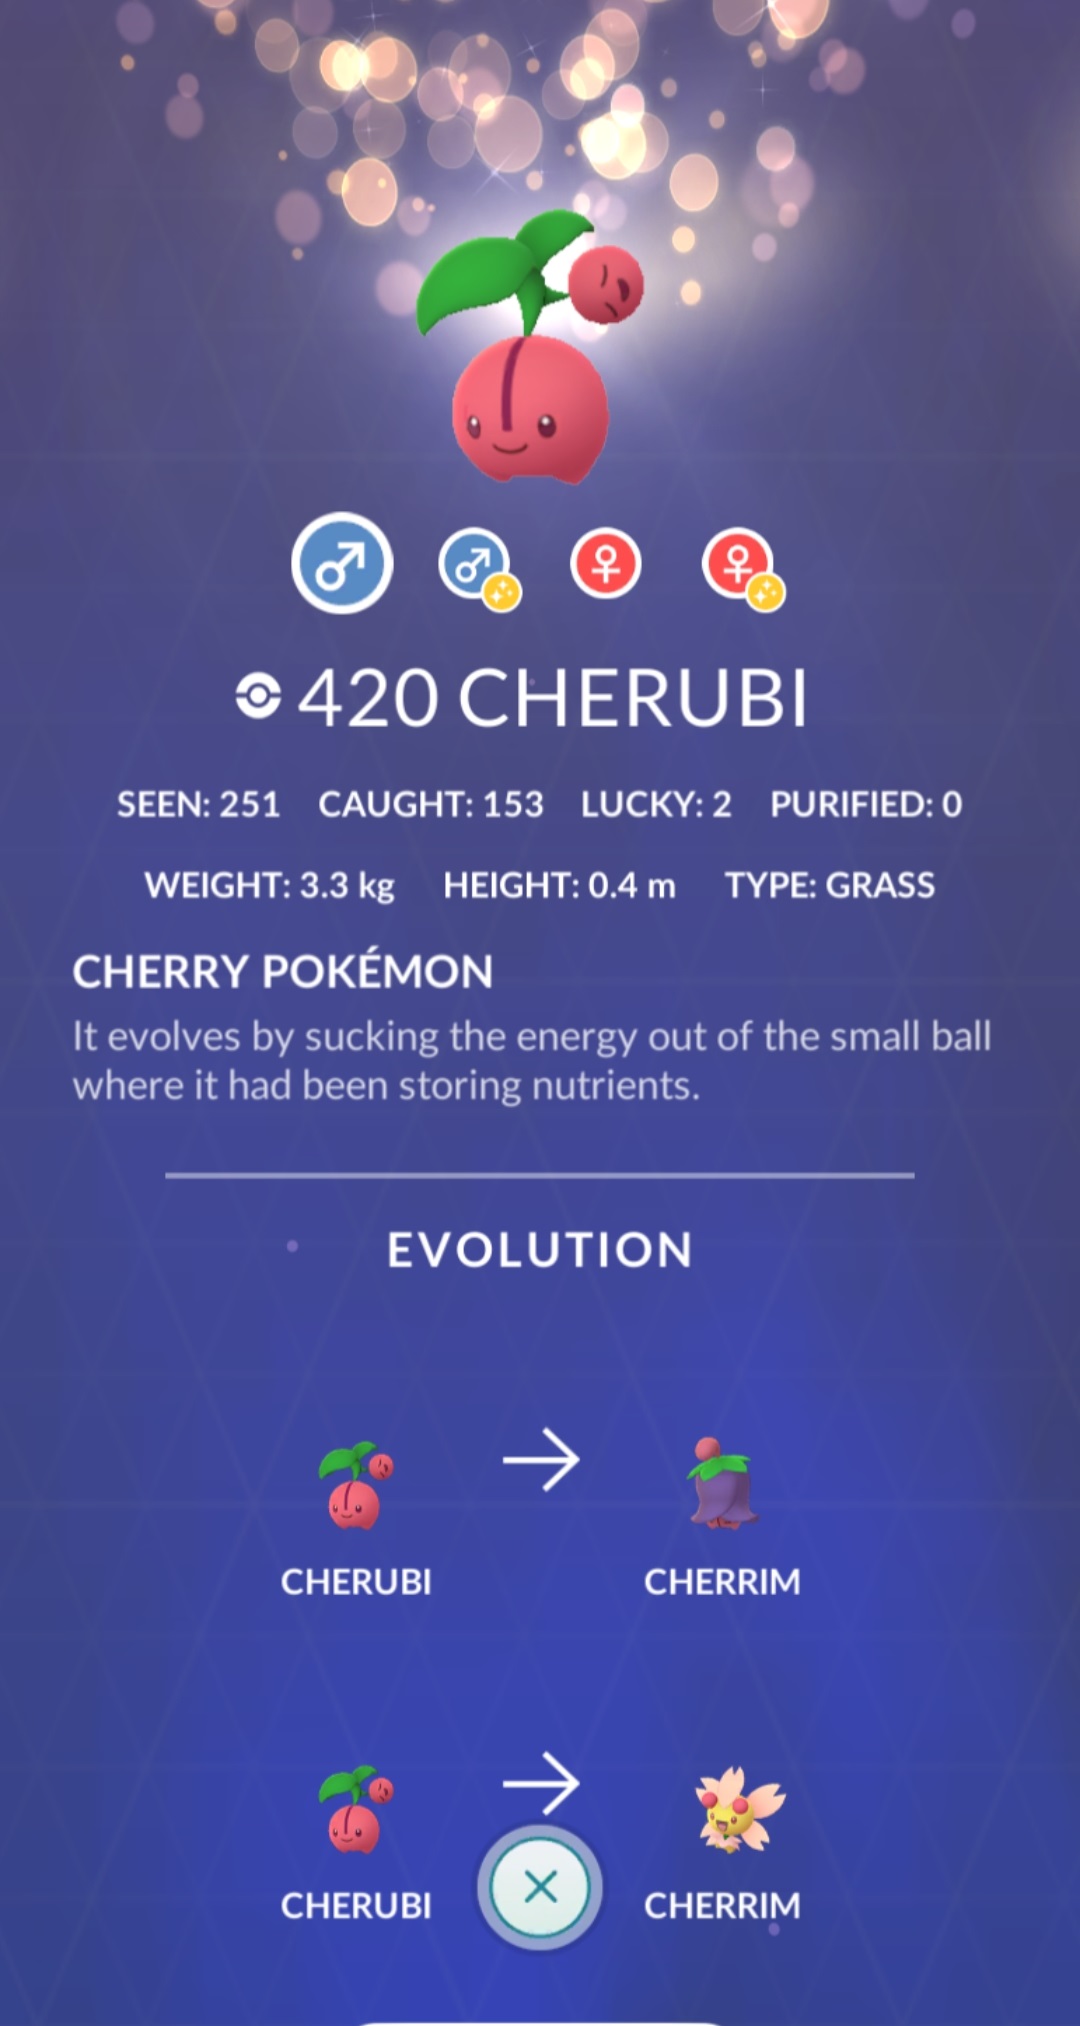 420 CHERUBI
SEEN: 251 CAUGHT: 153 LUCKY: 2 PURIFIED: 0
WEIGHT: 3.3 kg HEIGHT: 0.4 m TYPE: GRASS
CHERRY POKÉMON
It evolves by sucking the energy out of the small ball
where it had been storing nutrients.
EVOLUTION
CHERUBI CHERRIM
CHERUBI CHERRIM